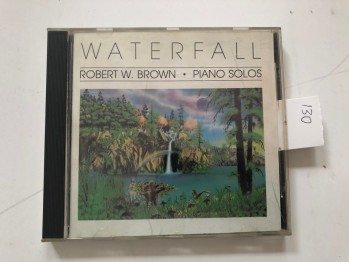 WATERFALL
ROBERT W. BROWN • PIANO SOLOS
130